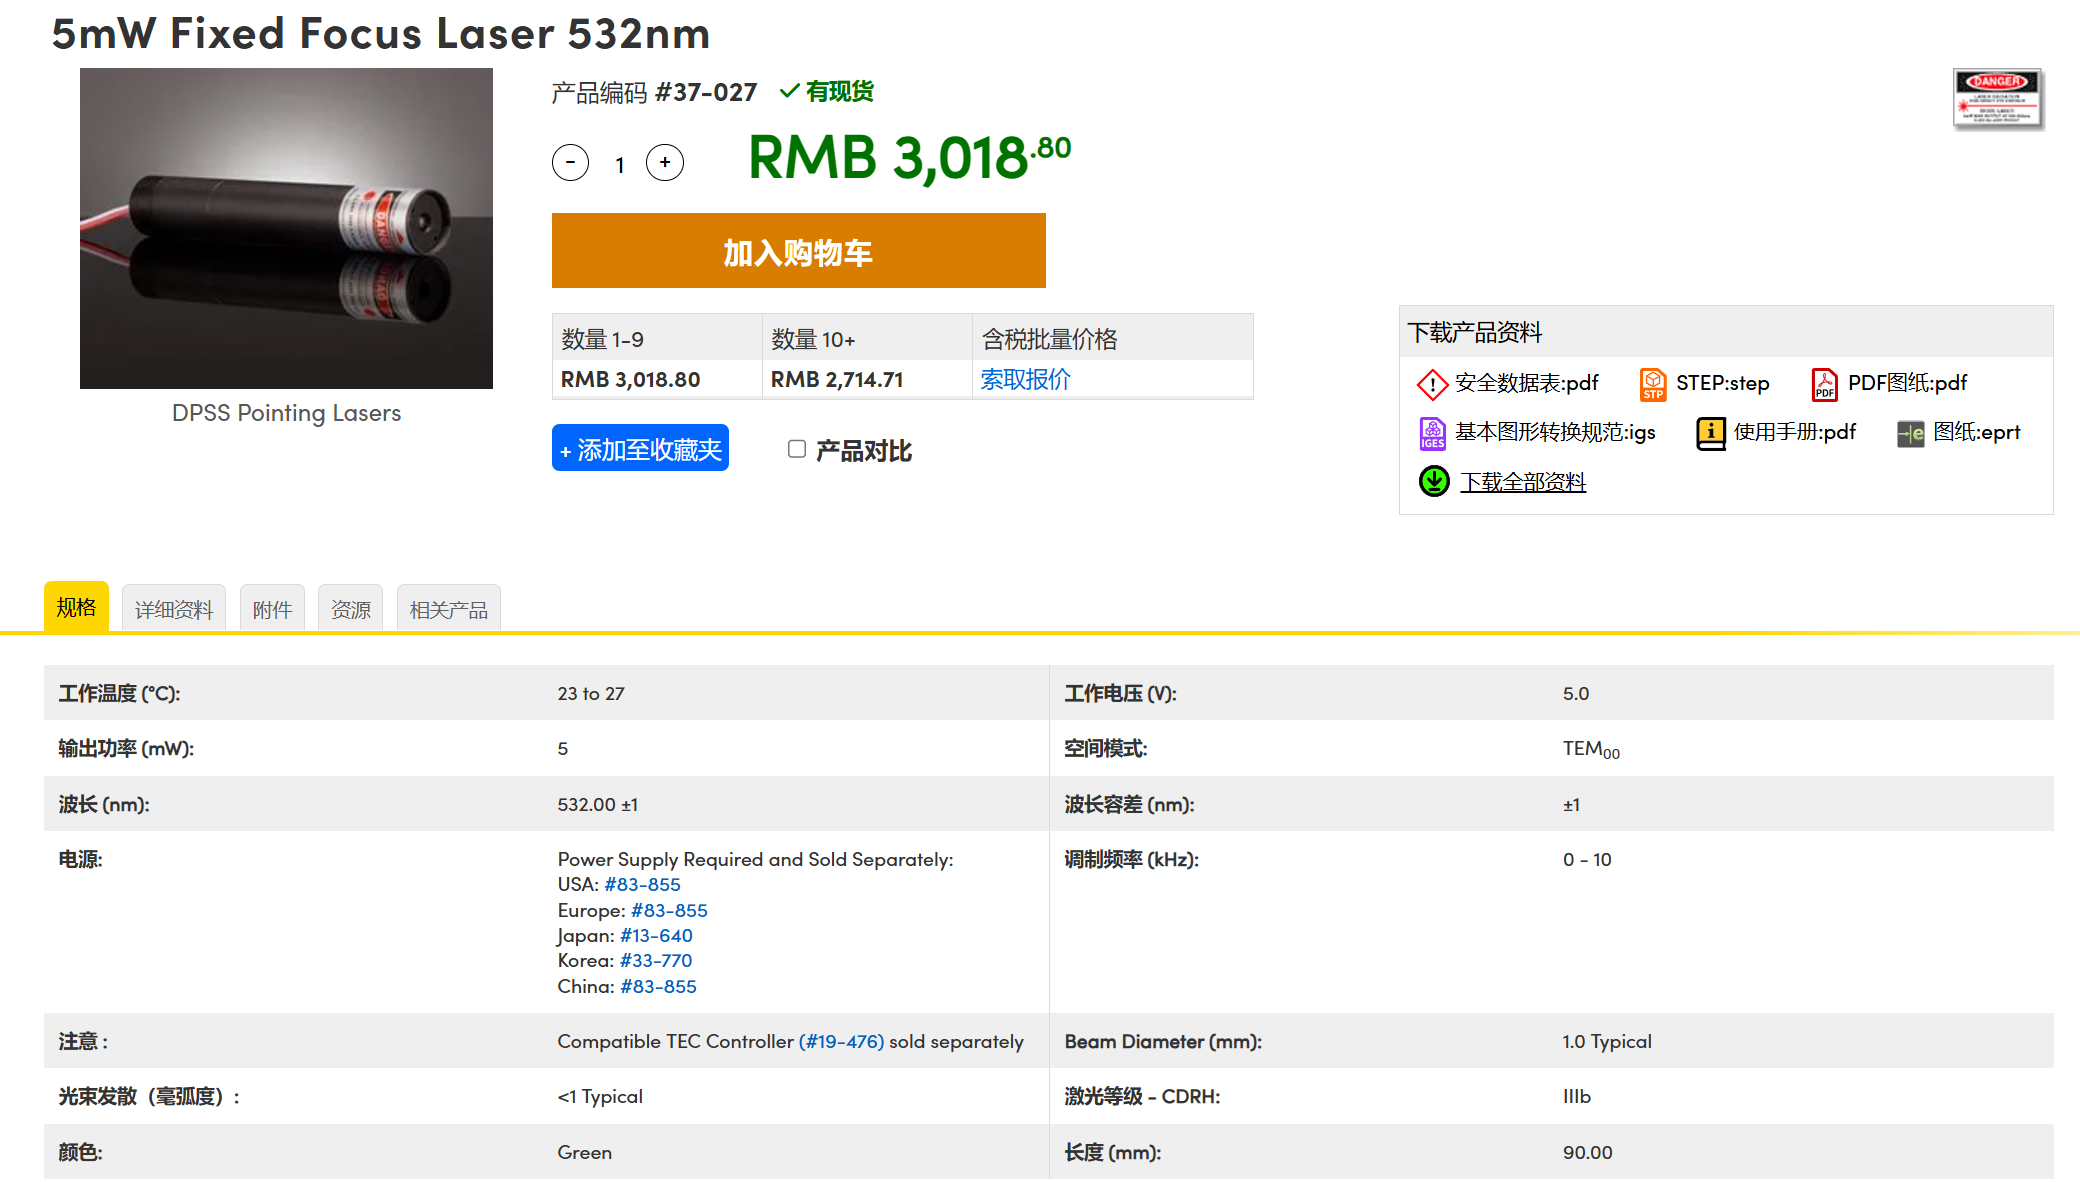 5mW Fixed Focus Laser 532nm
产品编码 #37-027 有现货
DANGER
- 1 + RMB 3,018.80
加入购物车
数量 1-9 数量 10+ 含税批量价格
RMB 3,018.80 RMB 2,714.71 索取报价
DPSS Pointing Lasers
+ 添加至收藏夹 产品对比
下载产品资料
安全数据表:pdf STP STEP:step PDF PDF图纸:pdf
IGES 基本图形转换规范:igs 使用手册:pdf 图纸:eprt
下载全部资料
规格 详细资料 附件 资源 相关产品
工作温度 (°C): 23 to 27 工作电压 (V): 5.0
输出功率 (mW): 5 空间模式: TEM00
波长 (nm): 532.00 ±1 波长容差 (nm): ±1
电源: Power Supply Required and Sold Separately: 调制频率 (kHz): 0 - 10
USA: #83-855
Europe: #83-855
Japan: #13-640
Korea: #33-770
China: #83-855
注意 : Compatible TEC Controller (#19-476) sold separately Beam Diameter (mm): 1.0 Typical
光束发散（毫弧度）: <1 Typical 激光等级 - CDRH: IIIb
颜色: Green 长度 (mm): 90.00